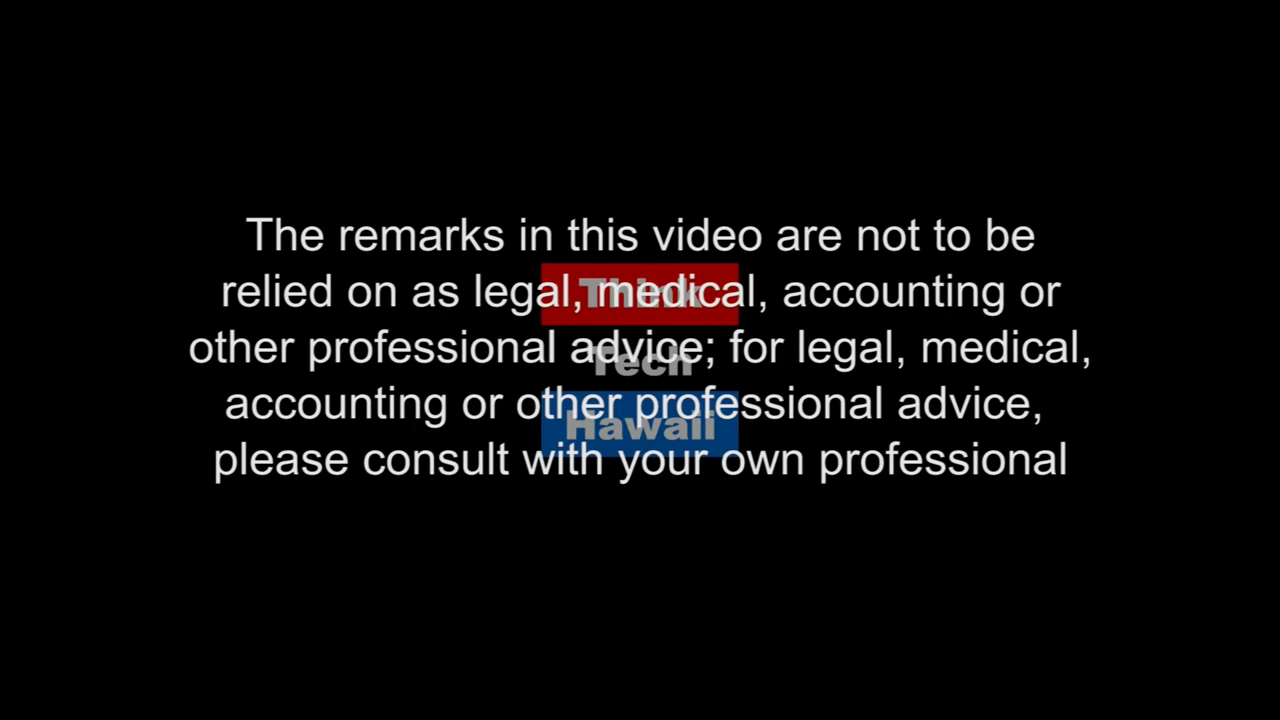 The remarks in this video are not to be
relied on as legal, medical, accounting or
other professional advice; for legal, medical,
accounting or other professional advice,
please consult with your own professional
Think
Tech
Hawaii